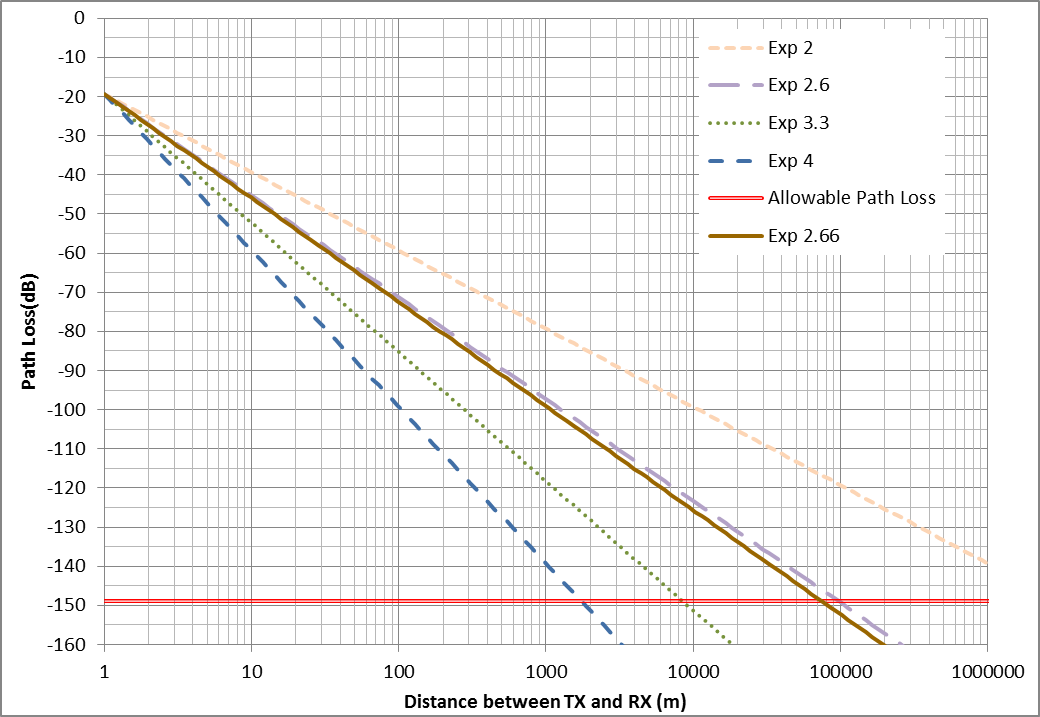 0
-10
-20
-30
-40
-50
-60
-70
-80
-90
-100
-110
-120
-130
-140
-150
-160
Path Loss(dB)
Exp 2
Exp 2.6
Exp 3.3
Exp 4
Allowable Path Loss
Exp 2.66
1 10 100 1000 10000 100000 1000000
Distance between TX and RX (m)